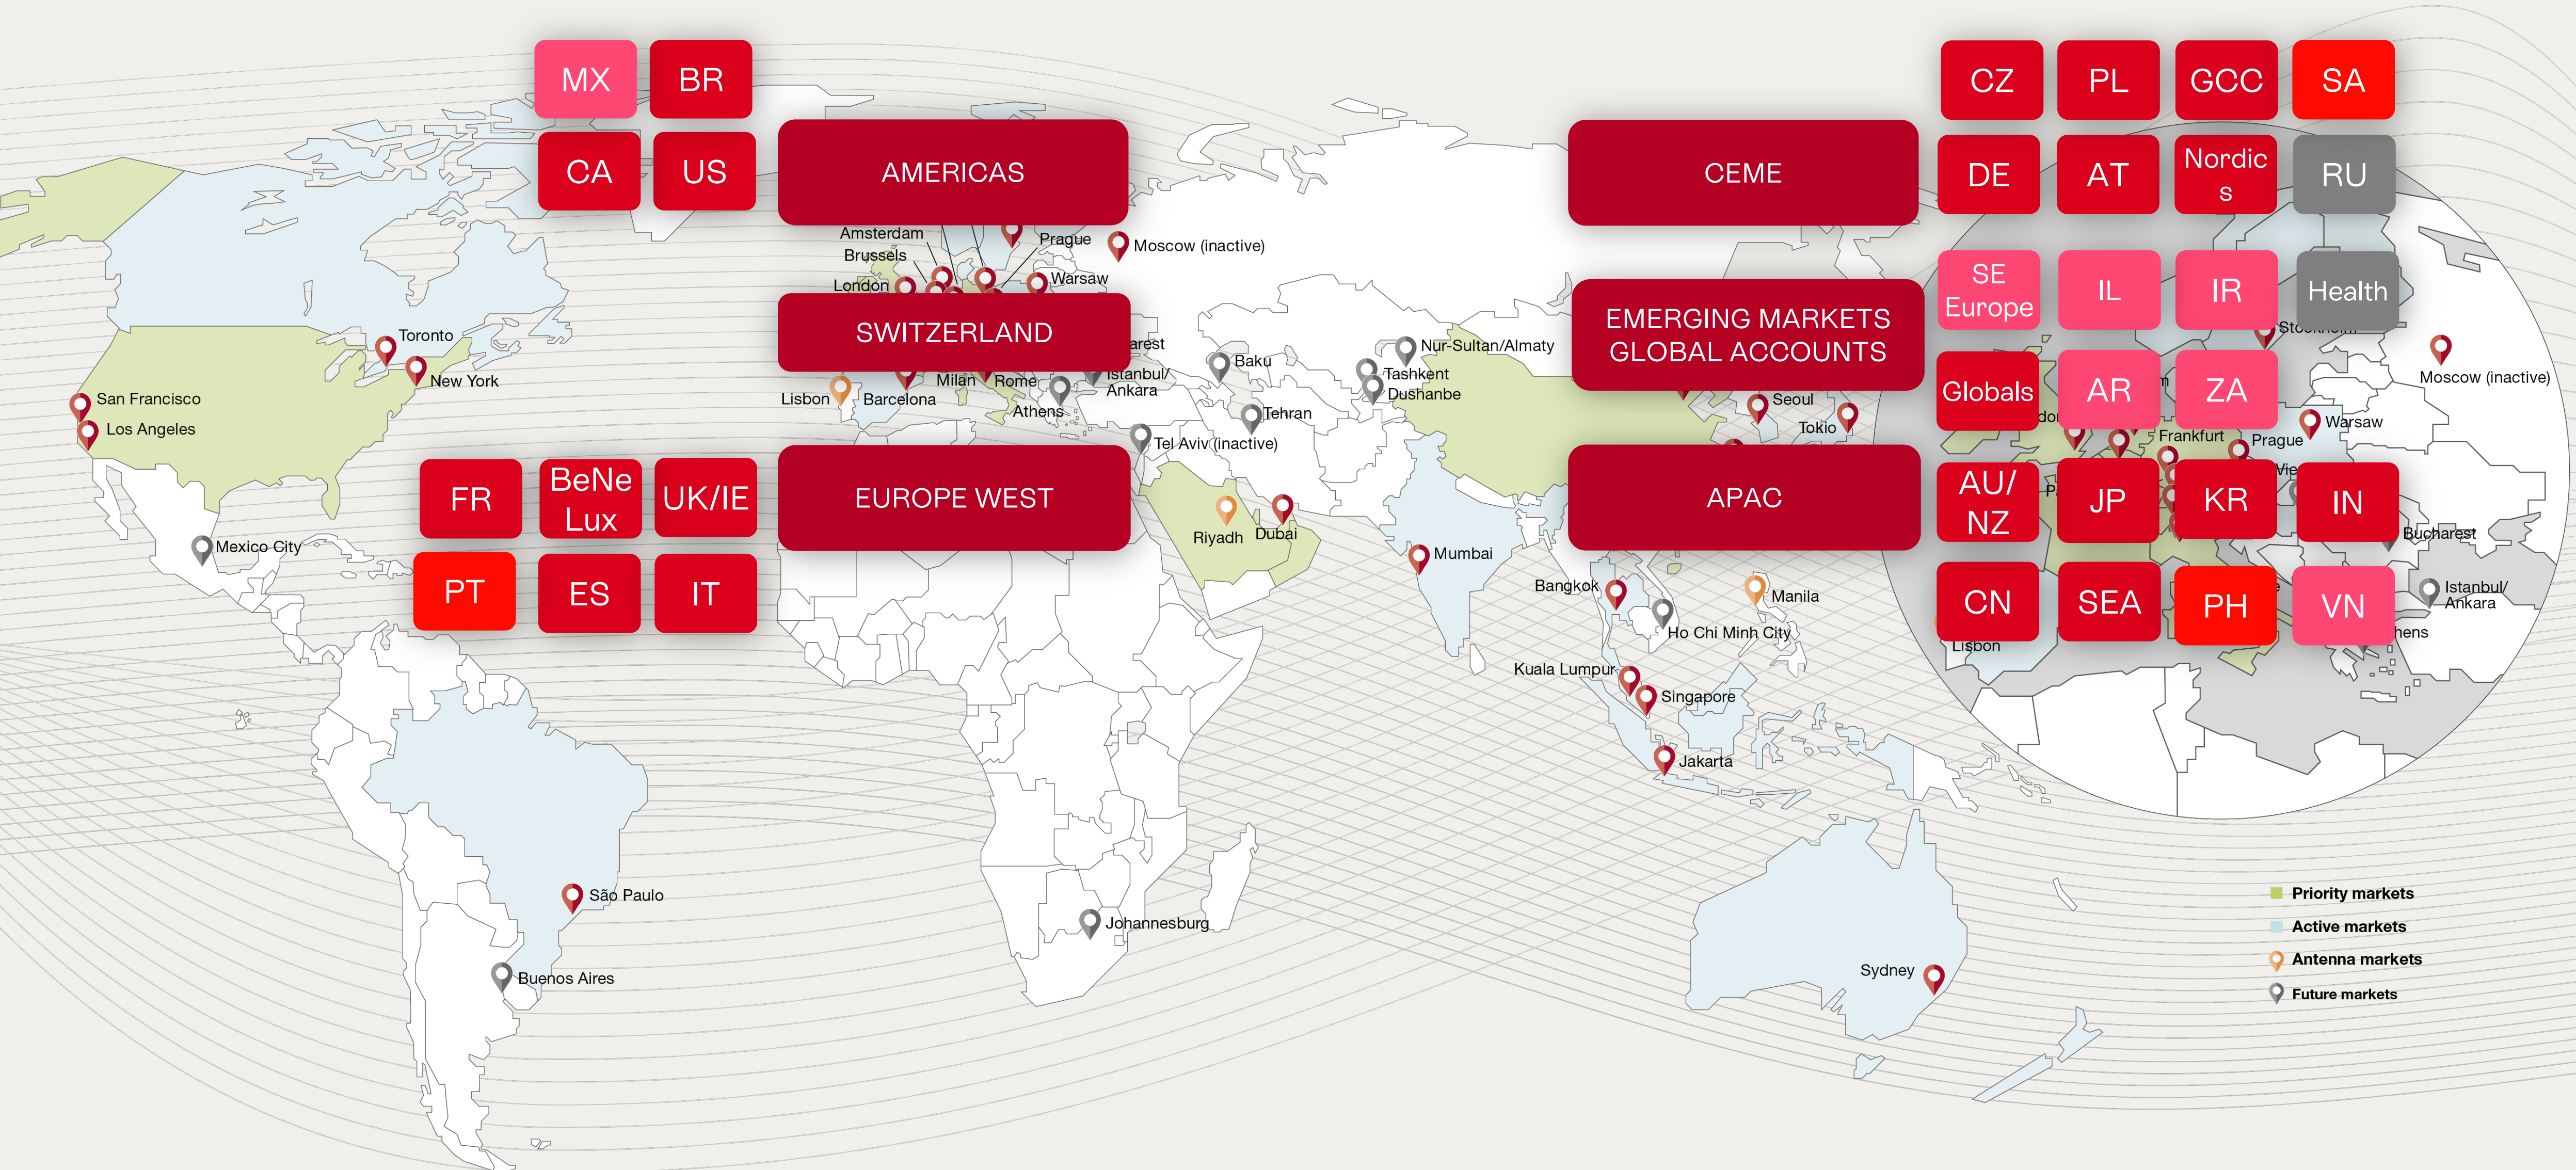 MX
BR
CA
US
AMERICAS
CEME
CZ
PL
GCC
SA
DE
AT
Nordic
s
RU
Amsterdam
Brussels
London
Prague
Warsaw
Moscow (inactive)
SWITZERLAND
EMERGING MARKETS
GLOBAL ACCOUNTS
SE
Europe
IL
IR
Health
Globals
AR
ZA
Stockholm
Moscow (inactive)
Warsaw
Frankfurt
Prague
Toronto
New York
San Francisco
Los Angeles
Mexico City
Lisbon
Barcelona
Milan
Rome
Athens
Istanbul/
Ankara
Baku
Tehran
Tel Aviv (inactive)
Nur-Sultan/Almaty
Tashkent
Dushanbe
Seoul
Tokio
FR
BeNe
Lux
UK/IE
EUROPE WEST
PT
ES
IT
APAC
AU/
NZ
JP
KR
IN
CN
SEA
PH
VN
Bucharest
Istanbul/
Ankara
Lisbon
Riyadh
Dubai
Mumbai
Bangkok
Manila
Ho Chi Minh City
Kuala Lumpur
Singapore
Jakarta
São Paulo
Buenos Aires
Johannesburg
Sydney
Priority markets
Active markets
Antenna markets
Future markets